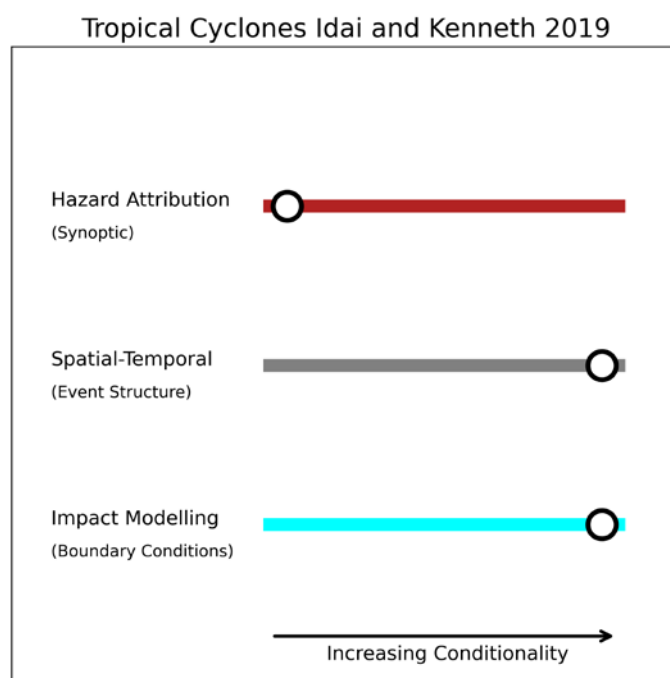 Tropical Cyclones Idai and Kenneth 2019
Hazard Attribution
(Synoptic)
Spatial-Temporal
(Event Structure)
Impact Modelling
(Boundary Conditions)
Increasing Conditionality